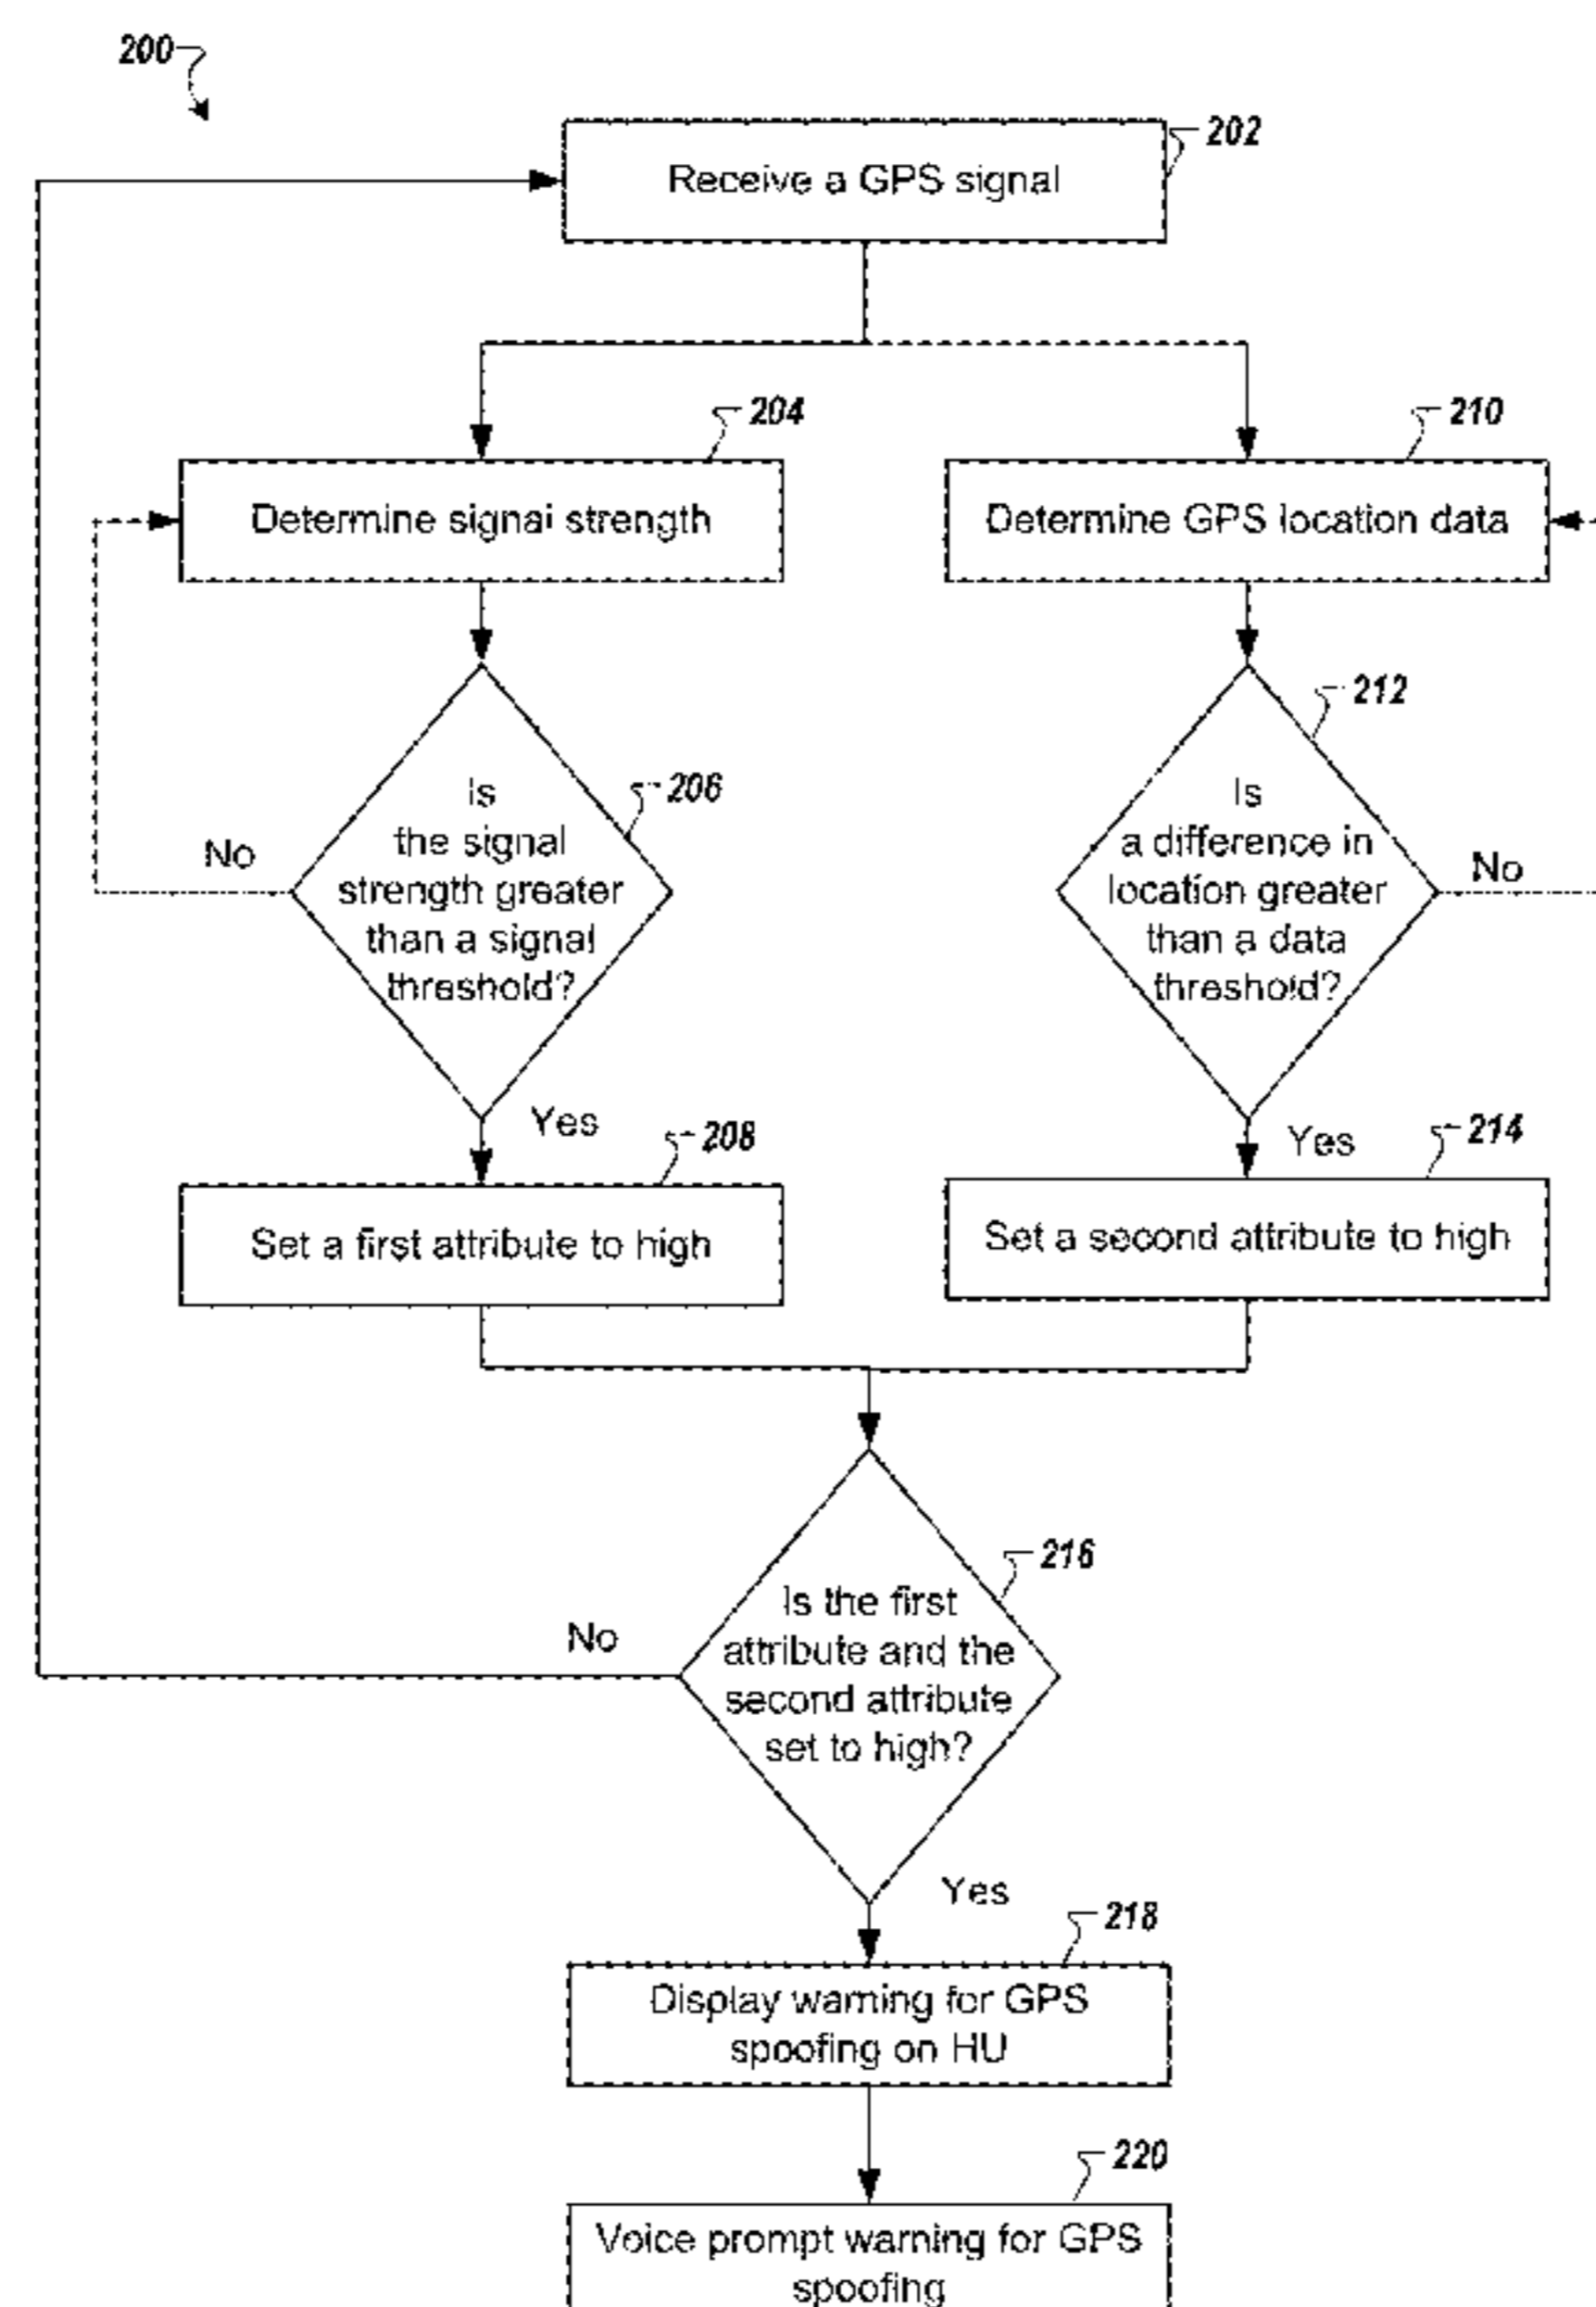 200
202
Receive a GPS signal
204
210
Determine signal strength
Determine GPS location data
206
Is
the signal
strength greater
than a signal
threshold?
No
212
Is
a difference in
location greater
than a data
threshold?
No
Yes
208
Set a first attribute to high
Yes
214
Set a second attribute to high
216
Is the first
attribute and the
second attribute
set to high?
No
Yes
218
Display warning for GPS
spoofing on HU
220
Voice prompt warning for GPS
spoofing